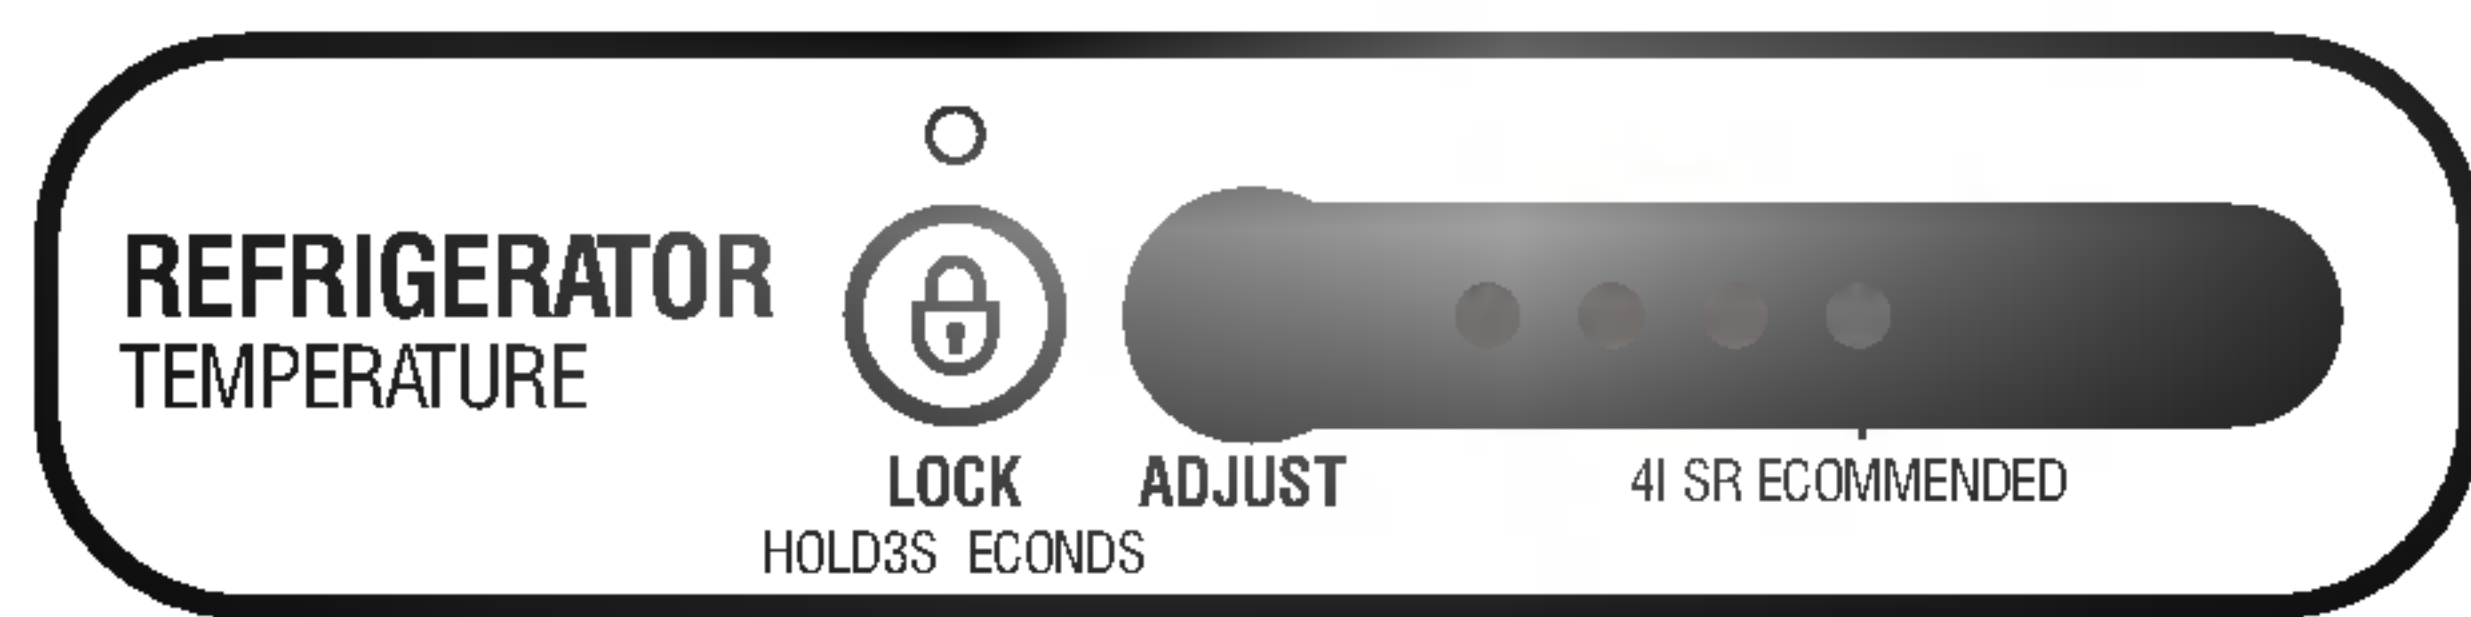 REFRIGERATOR
TEMPERATURE
LOCK
HOLD3S ECONDS
ADJUST
4I SR ECOMMENDED